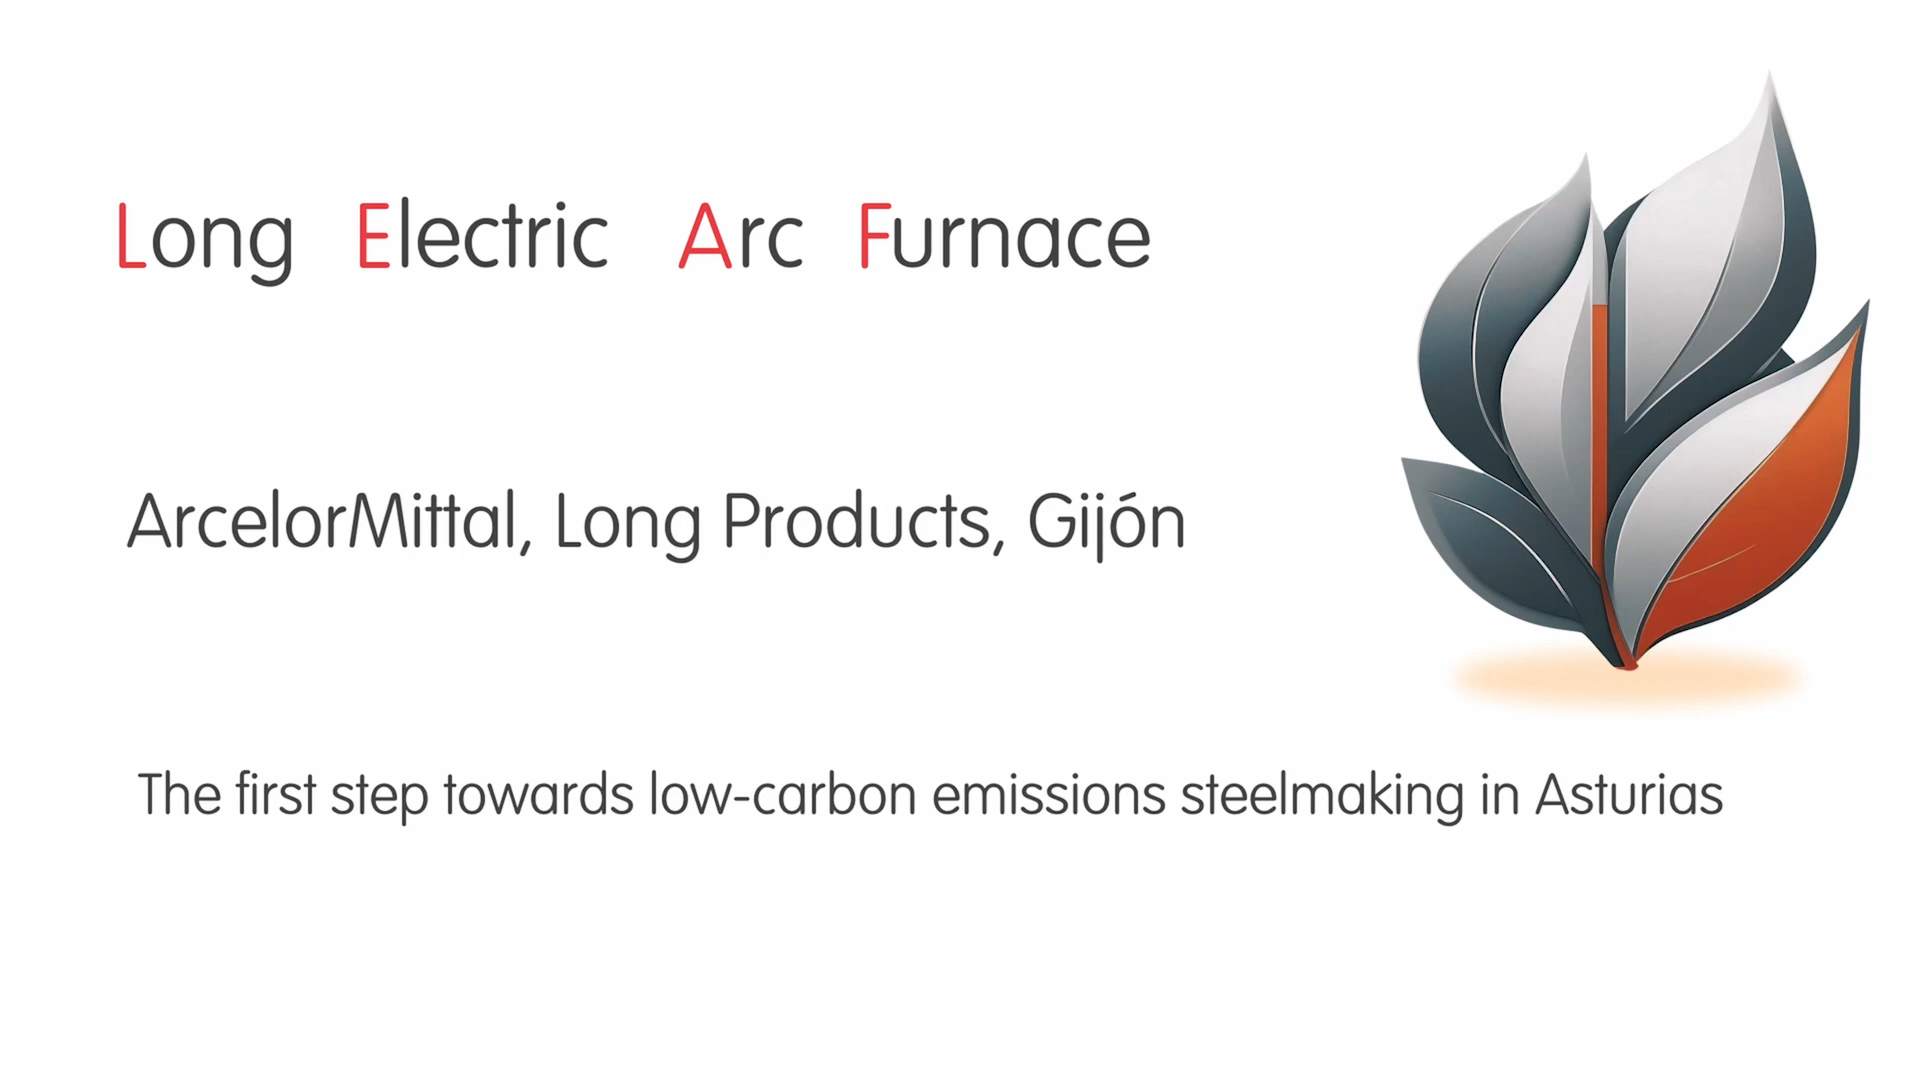 Long Electric Arc Furnace
ArcelorMittal, Long Products, Gijón
The first step towards low-carbon emissions steelmaking in Asturias